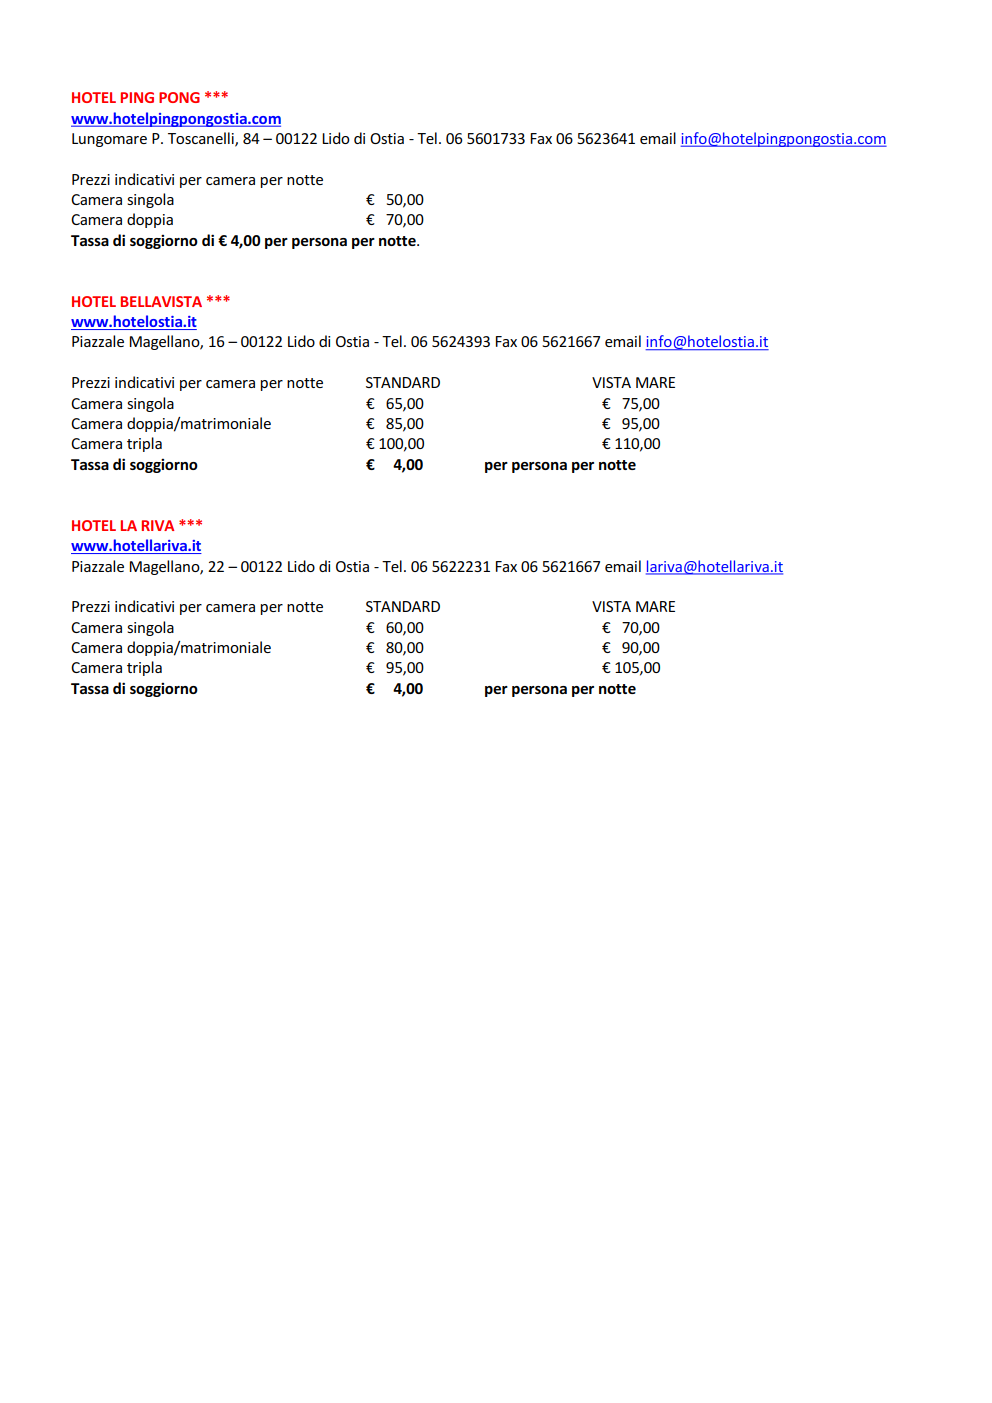 HOTEL PING PONG ***
www.hotelpingpongostia.com
Lungomare P. Toscanelli, 84 – 00122 Lido di Ostia - Tel. 06 5601733 Fax 06 5623641 email info@hotelpingpongostia.com
Prezzi indicativi per camera per notte
Camera singola € 50,00
Camera doppia € 70,00
Tassa di soggiorno di € 4,00 per persona per notte.
HOTEL BELLAVISTA ***
www.hotelostia.it
Piazzale Magellano, 16 – 00122 Lido di Ostia - Tel. 06 5624393 Fax 06 5621667 email info@hotelostia.it
Prezzi indicativi per camera per notte STANDARD VISTA MARE
Camera singola € 65,00 € 75,00
Camera doppia/matrimoniale € 85,00 € 95,00
Camera tripla € 100,00 € 110,00
Tassa di soggiorno € 4,00 per persona per notte
HOTEL LA RIVA ***
www.hotellariva.it
Piazzale Magellano, 22 – 00122 Lido di Ostia - Tel. 06 5622231 Fax 06 5621667 email lariva@hotellariva.it
Prezzi indicativi per camera per notte STANDARD VISTA MARE
Camera singola € 60,00 € 70,00
Camera doppia/matrimoniale € 80,00 € 90,00
Camera tripla € 95,00 € 105,00
Tassa di soggiorno € 4,00 per persona per notte